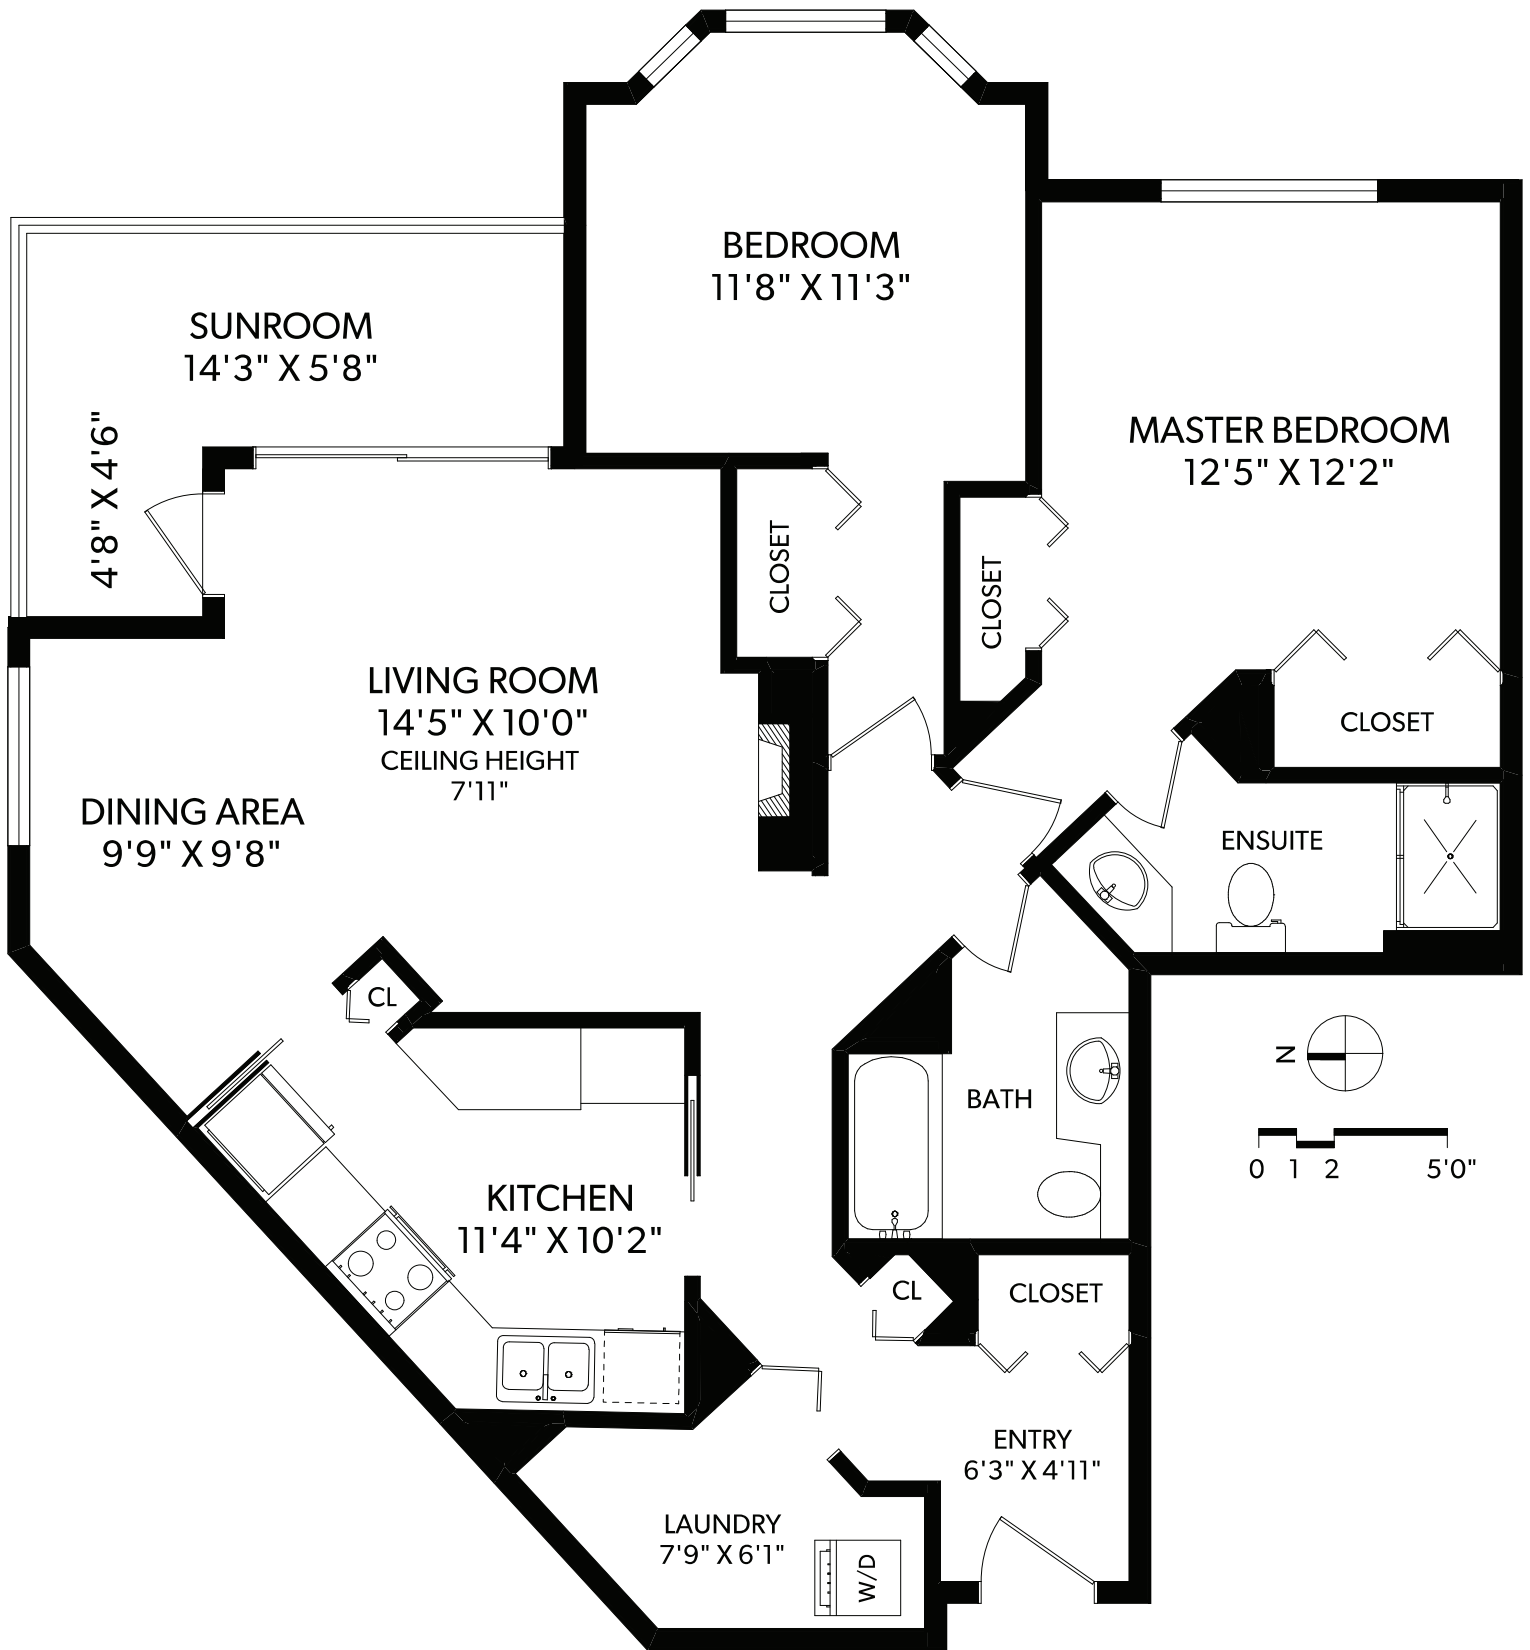 BEDROOM
11'8" X 11'3"
SUNROOM
14'3" X 5'8"
4'8" X 4'6"
MASTER BEDROOM
12'5" X 12'2"
CLOSET
CLOSET
LIVING ROOM
14'5" X 10'0"
CEILING HEIGHT
7'11"
CLOSET
DINING AREA
9'9" X 9'8"
ENSUITE
CL
N
BATH
0 1 2 5'0"
KITCHEN
11'4" X 10'2"
CL
CLOSET
ENTRY
6'3" X 4'11"
LAUNDRY
7'9" X 6'1"
W/D